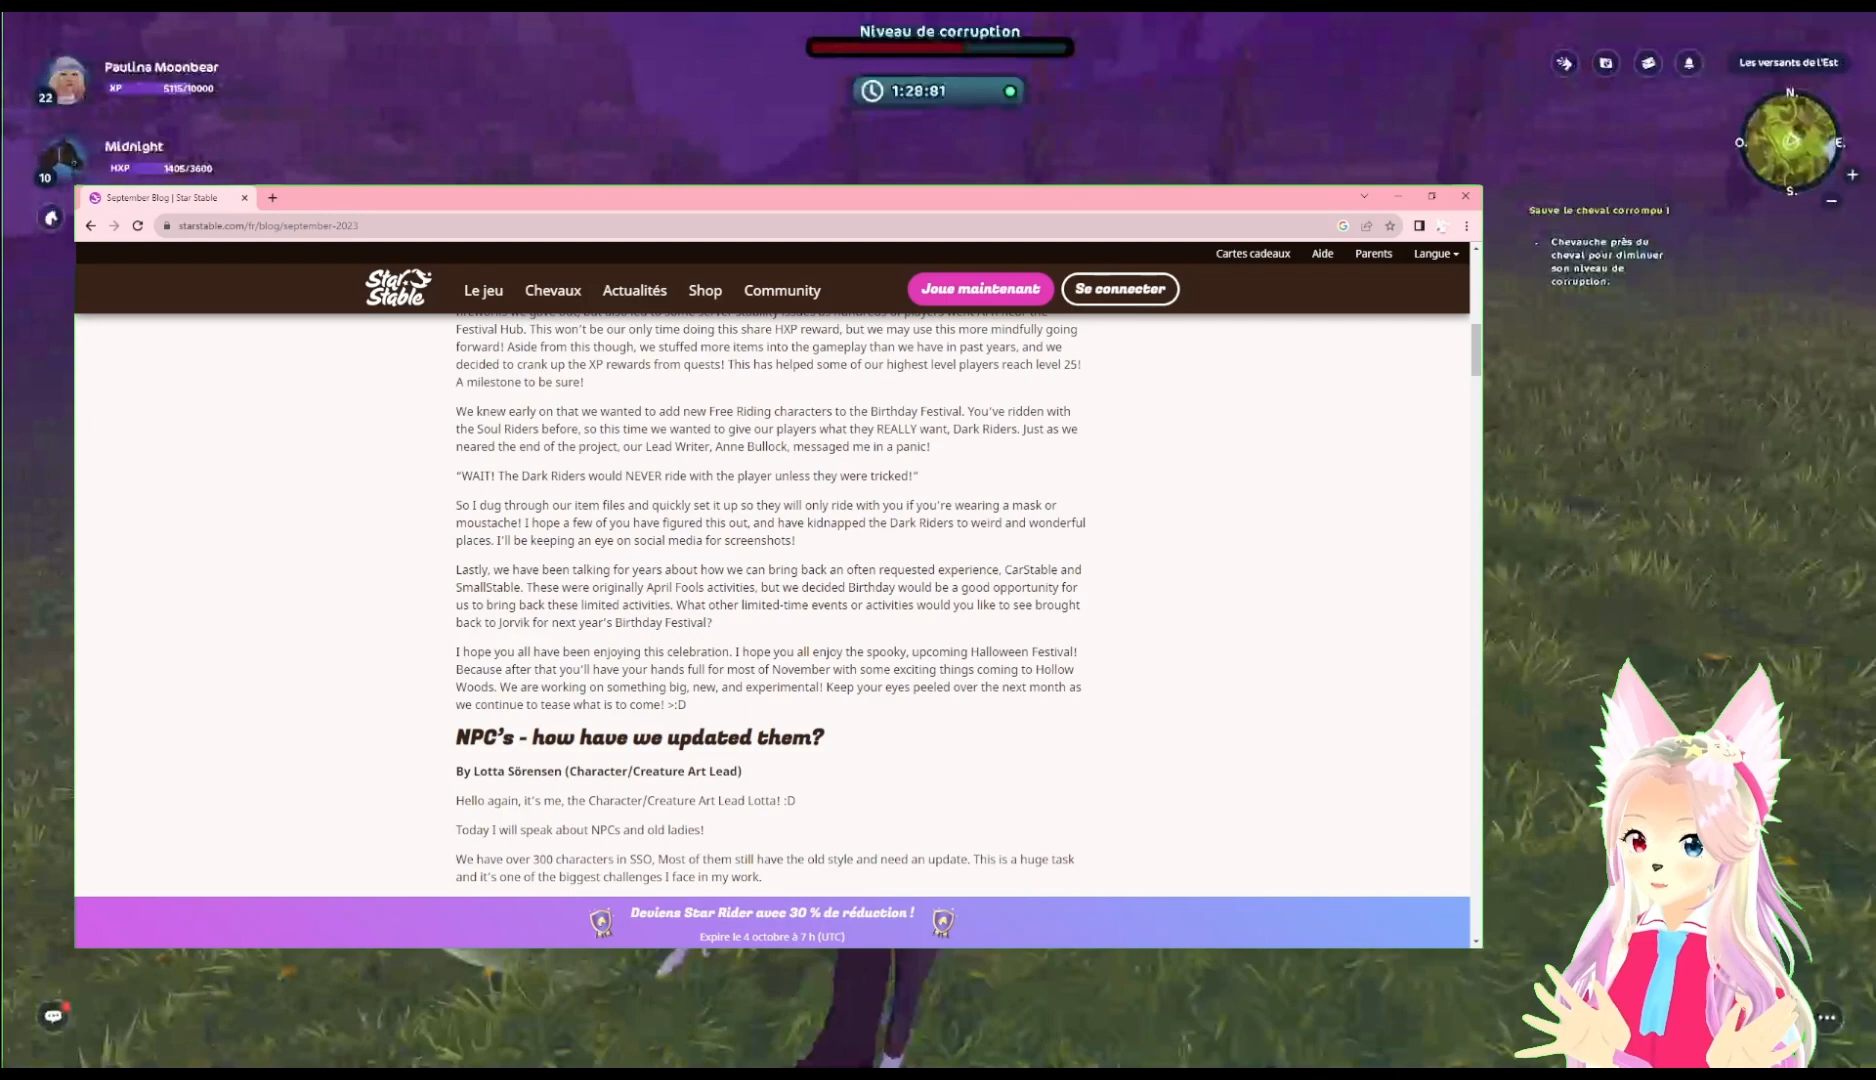 Niveau de corruption
Paulina Moonbear
XP 5115/10000
22
1:28:81
Les versants de l'Est
N.
O.
E.
S.
Midnight
HXP 1405/3600
10
Sauve le cheval corrompu !
Chevauche près du
cheval pour diminuer
son niveau de
corruption.
September Blog | Star Stable
starstable.com/fr/blog/september-2023
Cartes cadeaux Aide Parents Langue
Star Stable
Le jeu Chevaux Actualités Shop Community Joue maintenant Se connecter
Festival Hub. This won't be our only time doing this share HXP reward, but we may use this more mindfully going
forward! Aside from this though, we stuffed more items into the gameplay than we have in past years, and we
decided to crank up the XP rewards from quests! This has helped some of our highest level players reach level 25!
A milestone to be sure!
We knew early on that we wanted to add new Free Riding characters to the Birthday Festival. You've ridden with
the Soul Riders before, so this time we wanted to give our players what they REALLY want, Dark Riders. Just as we
neared the end of the project, our Lead Writer, Anne Bullock, messaged me in a panic!
“WAIT! The Dark Riders would NEVER ride with the player unless they were tricked!”
So I dug through our item files and quickly set it up so they will only ride with you if you're wearing a mask or
moustache! I hope a few of you have figured this out, and have kidnapped the Dark Riders to weird and wonderful
places. I'll be keeping an eye on social media for screenshots!
Lastly, we have been talking for years about how we can bring back an often requested experience, CarStable and
SmallStable. These were originally April Fools activities, but we decided Birthday would be a good opportunity for
us to bring back these limited activities. What other limited-time events or activities would you like to see brought
back to Jorvik for next year's Birthday Festival?
I hope you all have been enjoying this celebration. I hope you all enjoy the spooky, upcoming Halloween Festival!
Because after that you'll have your hands full for most of November with some exciting things coming to Hollow
Woods. We are working on something big, new, and experimental! Keep your eyes peeled over the next month as
we continue to tease what is to come! >:D
NPC's - how have we updated them?
By Lotta Sörensen (Character/Creature Art Lead)
Hello again, it's me, the Character/Creature Art Lead Lotta! :D
Today I will speak about NPCs and old ladies!
We have over 300 characters in SSO, Most of them still have the old style and need an update. This is a huge task
and it's one of the biggest challenges I face in my work.
Deviens Star Rider avec 30 % de réduction !
Expire le 4 octobre à 7 h (UTC)